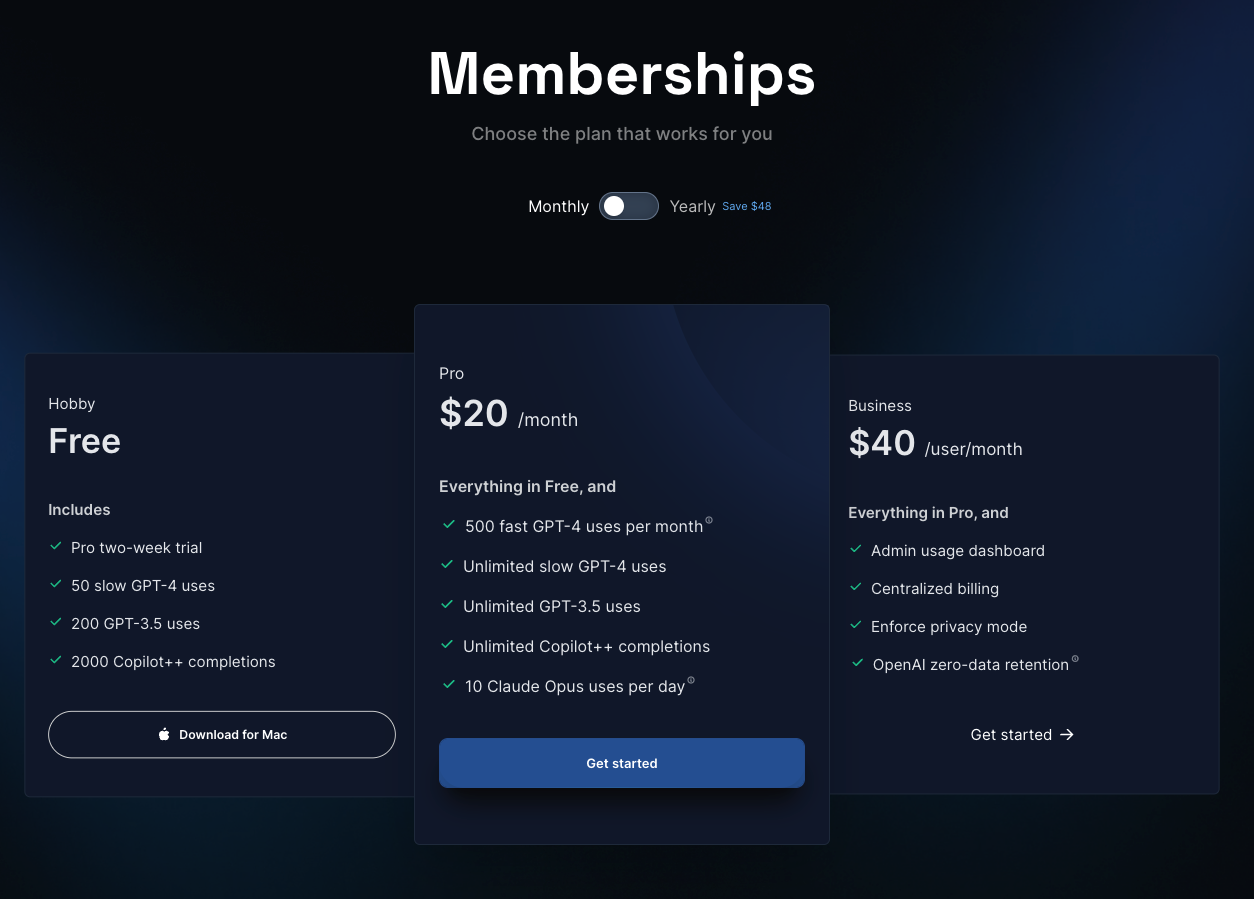 Memberships
Choose the plan that works for you
Monthly Yearly Save $48
Hobby
Free
Includes
Pro two-week trial
50 slow GPT-4 uses
200 GPT-3.5 uses
2000 Copilot++ completions
Download for Mac
Pro
$20 /month
Everything in Free, and
500 fast GPT-4 uses per month
Unlimited slow GPT-4 uses
Unlimited GPT-3.5 uses
Unlimited Copilot++ completions
10 Claude Opus uses per day
Get started
Business
$40 /user/month
Everything in Pro, and
Admin usage dashboard
Centralized billing
Enforce privacy mode
OpenAI zero-data retention
Get started →